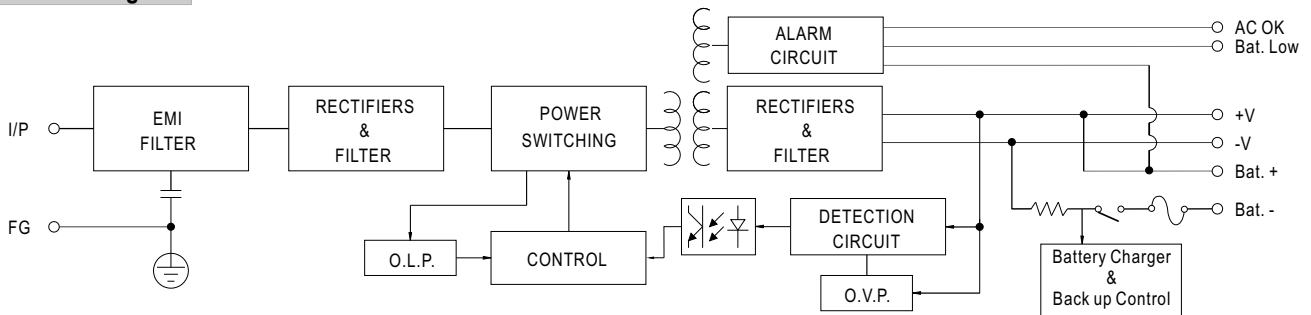 AC OK
Bat. Low
ALARM
CIRCUIT
I/P
EMI
FILTER
RECTIFIERS
&
FILTER
POWER
SWITCHING
RECTIFIERS
&
FILTER
+V
-V
Bat. +
Bat. -
FG
O.L.P.
CONTROL
DETECTION
CIRCUIT
O.V.P.
Battery Charger
&
Back up Control